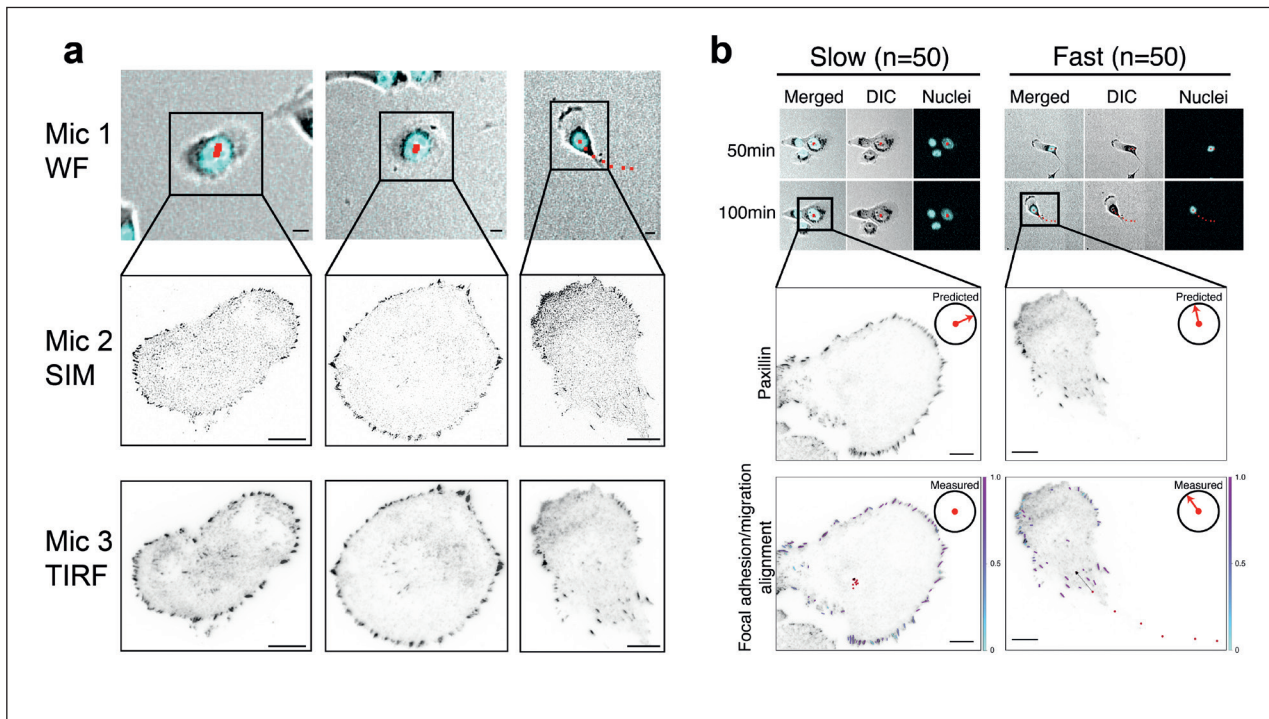 a
Mic 1
WF
Mic 2
SIM
Mic 3
TIRF
b
Slow (n=50)
Fast (n=50)
Merged DIC Nuclei
Merged DIC Nuclei
50min
100min
Paxilin
Predicted
Predicted
Focal adhesion/migration
alignment
Measured
1.0
0.5
0
Measured
1.0
0.5
0